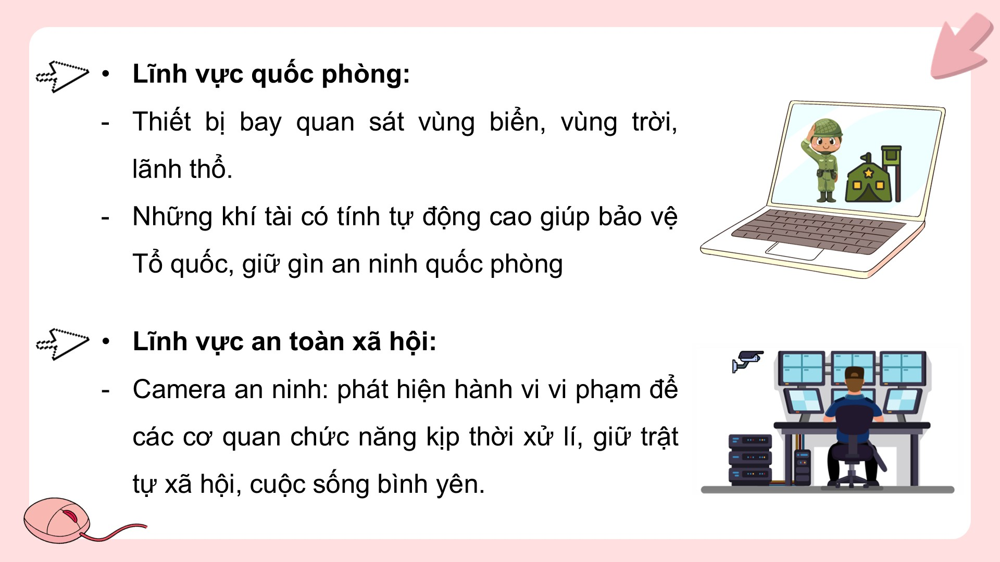 • Lĩnh vực quốc phòng:
- Thiết bị bay quan sát vùng biển, vùng trời,
lãnh thổ.
- Những khí tài có tính tự động cao giúp bảo vệ
Tổ quốc, giữ gìn an ninh quốc phòng
• Lĩnh vực an toàn xã hội:
- Camera an ninh: phát hiện hành vi vi phạm để
các cơ quan chức năng kịp thời xử lí, giữ trật
tự xã hội, cuộc sống bình yên.